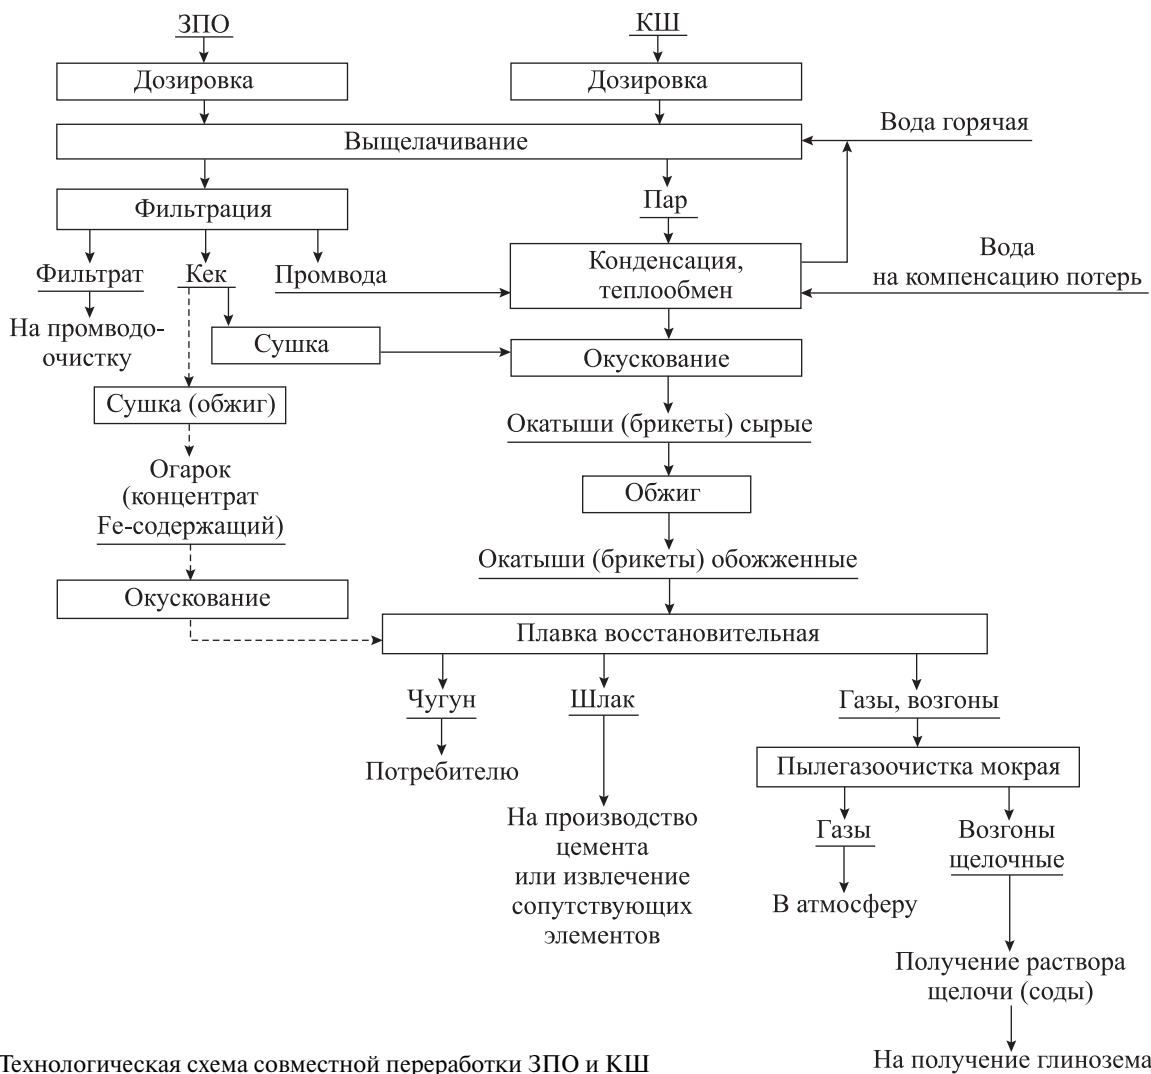 ЗПО
КШ
Дозировка
Дозировка
Выщелачивание
Вода горячая
Фильтрация
Пар
Фильтрат
Кек
Промвода
Конденсация,
теплообмен
Вода
на компенсацию потерь
На промводо-
очистку
Сушка
Окускование
Сушка (обжиг)
Окатыши (брикеты) сырые
Огарок
(концентрат
Fe-содержащий)
Обжиг
Окатыши (брикеты) обожженные
Окускование
Плавка восстановительная
Чугун
Шлак
Газы, возгоны
Потребителю
Пылегазоочистка мокрая
На производство
цемента
или извлечение
сопутствующих
элементов
Газы
Возгоны
щелочные
В атмосферу
Получение раствора
щелочи (соды)
На получение глинозема
Технологическая схема совместной переработки ЗПО и КШ